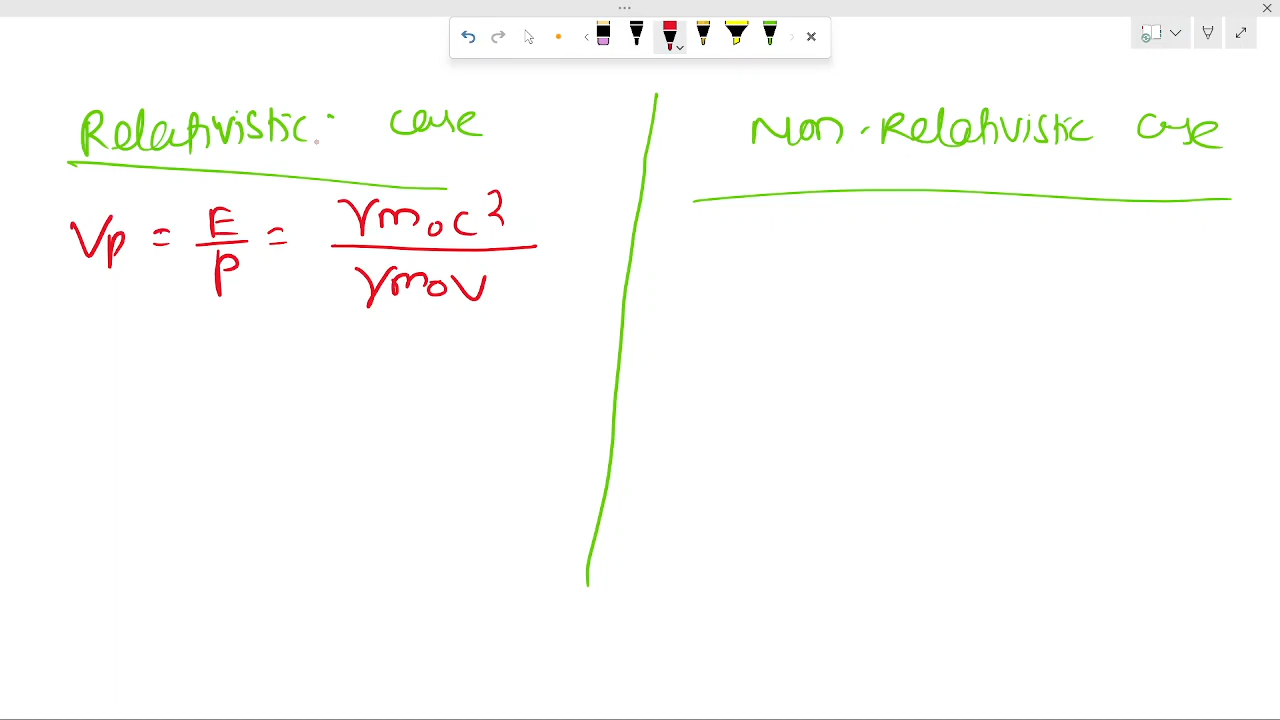 Relativistic: case
Vp = E/P = γm₀c²/γm₀v
Non-Relativistic case